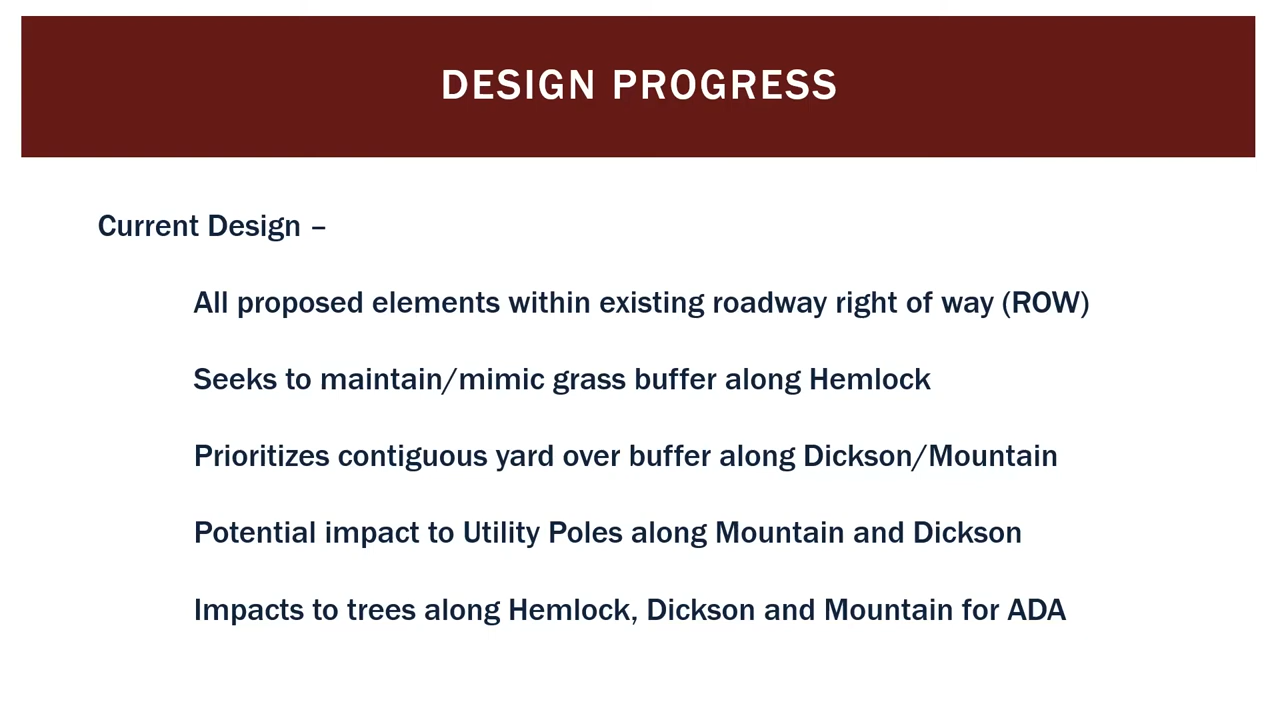 DESIGN PROGRESS
Current Design –
All proposed elements within existing roadway right of way (ROW)
Seeks to maintain/mimic grass buffer along Hemlock
Prioritizes contiguous yard over buffer along Dickson/Mountain
Potential impact to Utility Poles along Mountain and Dickson
Impacts to trees along Hemlock, Dickson and Mountain for ADA